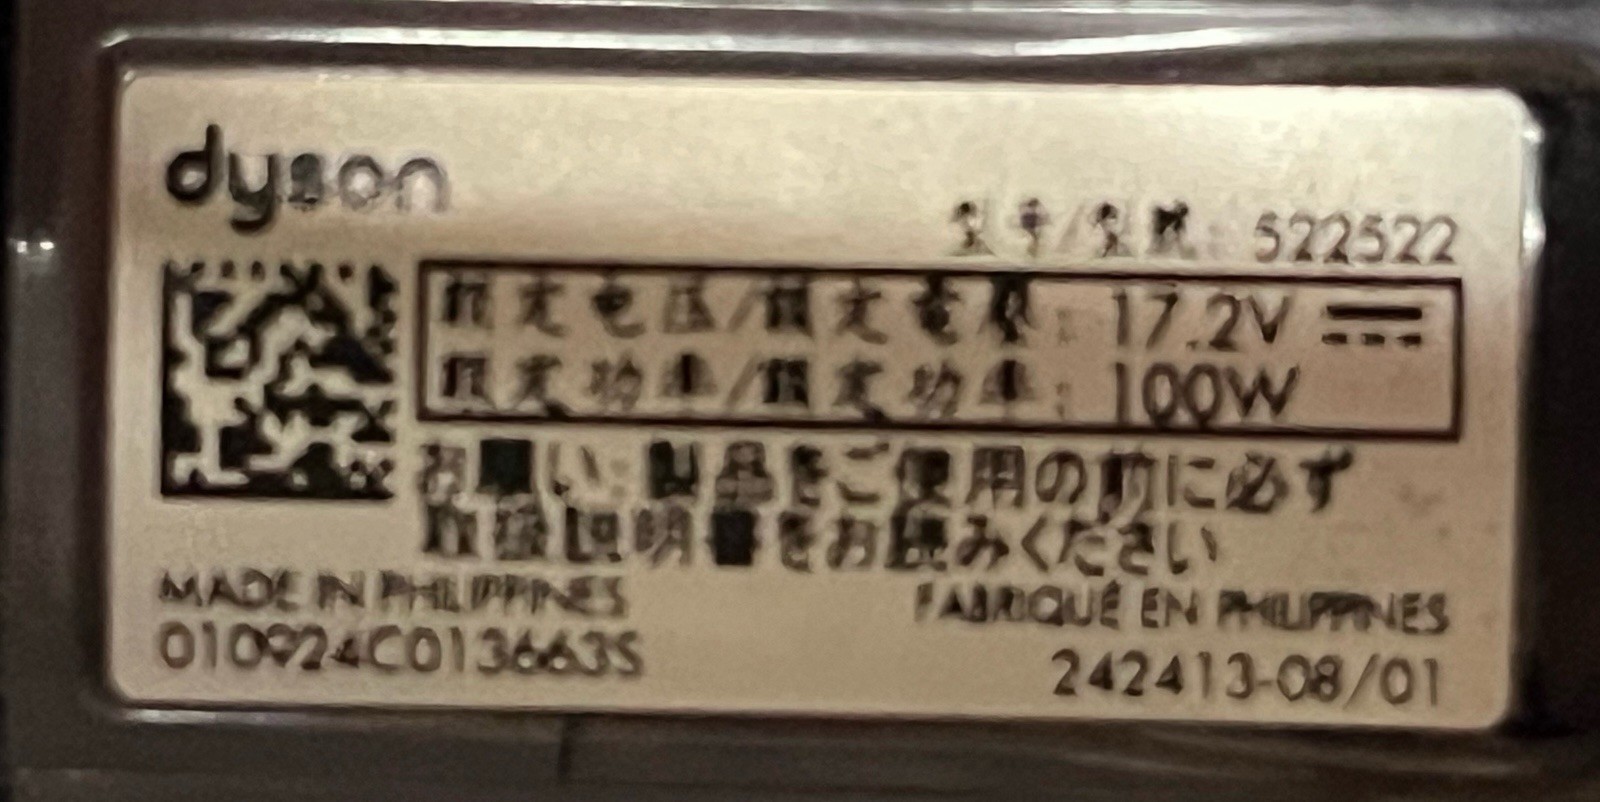 dyson
型号/型號: 522522
额定电压/額定電壓: 17.2V
额定功率/額定功率: 100W
お願い: 製品をご使用の前に必ず
取扱説明書をお読みください
MADE IN PHILIPPINES
FABRIQUÉ EN PHILIPPINES
010924C013663S
242413-08/01